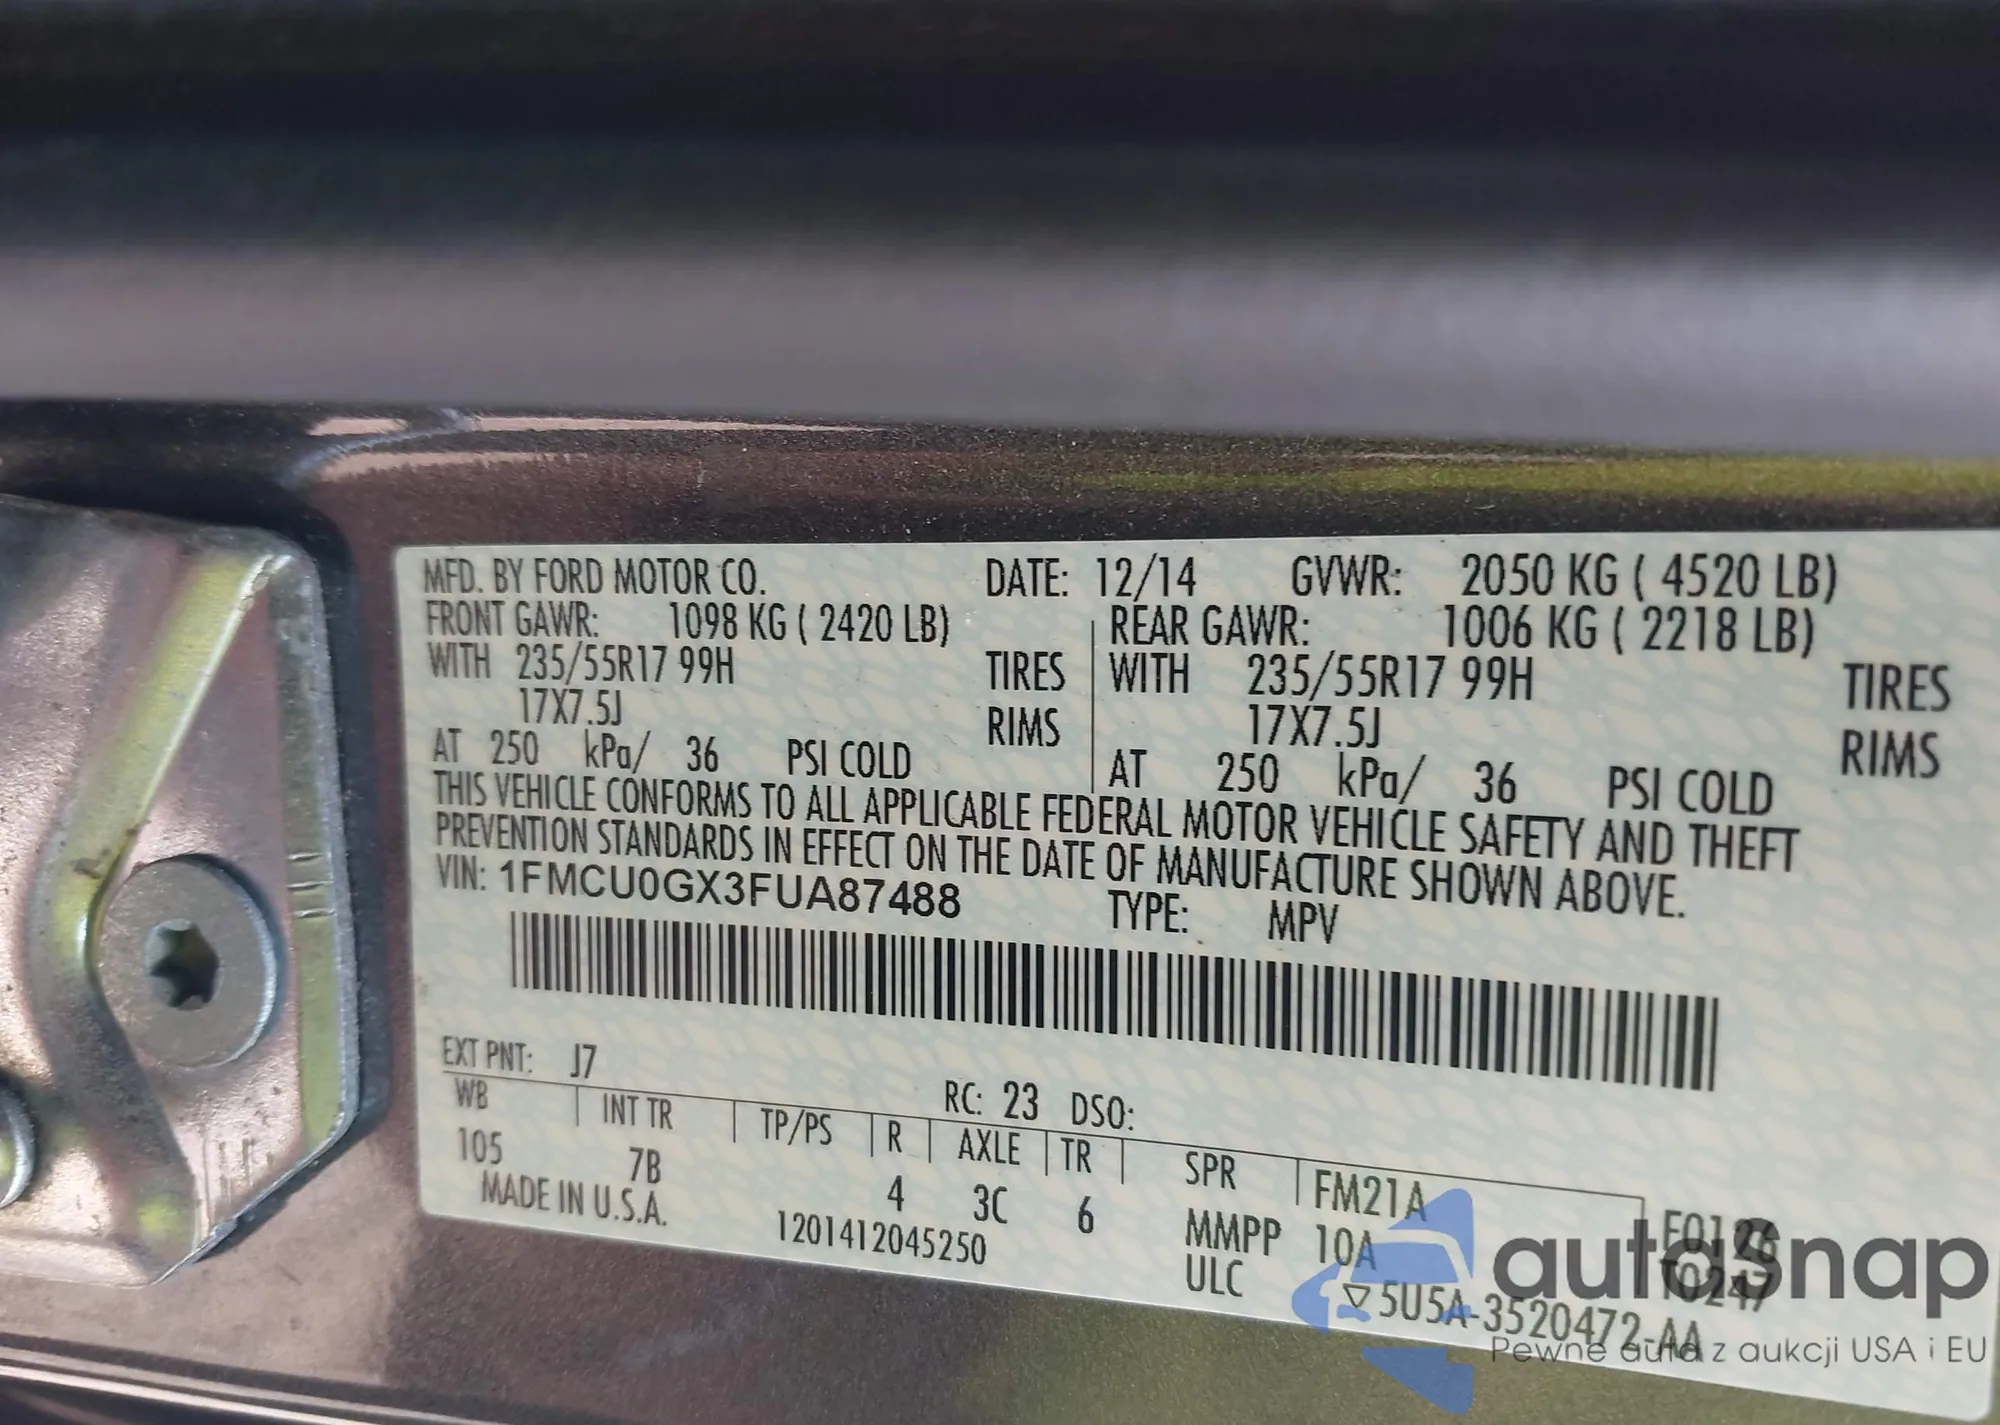 MFD. BY FORD MOTOR CO. DATE: 12/14 GVWR: 2050 KG ( 4520 LB)
FRONT GAWR: 1098 KG ( 2420 LB) REAR GAWR: 1006 KG ( 2218 LB)
WITH 235/55R17 99H TIRES WITH 235/55R17 99H TIRES
17X7.5J RIMS 17X7.5J RIMS
AT 250 kPa/ 36 PSI COLD AT 250 kPa/ 36 PSI COLD
THIS VEHICLE CONFORMS TO ALL APPLICABLE FEDERAL MOTOR VEHICLE SAFETY AND THEFT
PREVENTION STANDARDS IN EFFECT ON THE DATE OF MANUFACTURE SHOWN ABOVE.
VIN: 1FMCU0GX3FUA87488 TYPE: MPV
EXT PNT: J7 RC: 23 DSO:
WB INT TR TP/PS R AXLE TR SPR FM21A F0126
105 7B 4 3C 6 MMPP 10A T0247
MADE IN U.S.A. 1201412045250 ULC ▽5U5A-3520472-AA
autoSnap
Pewne auta z aukcji USA i EU